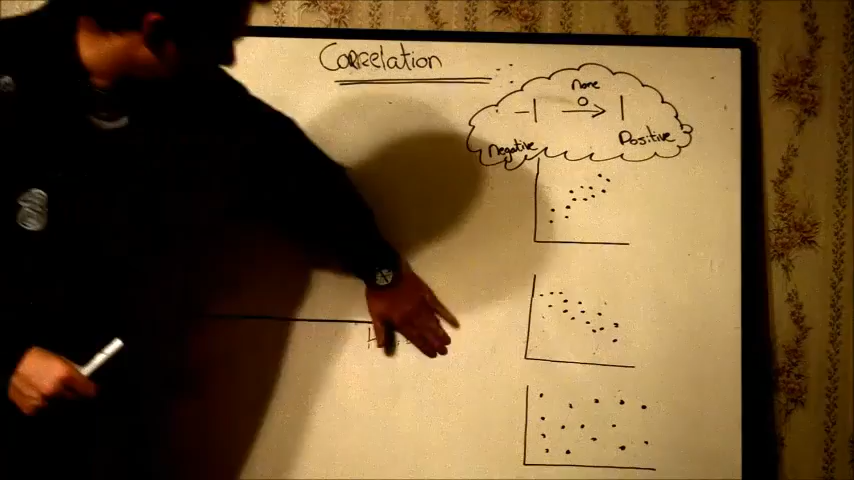 Correlation
None
– 1 0 → 1
Negative Positive